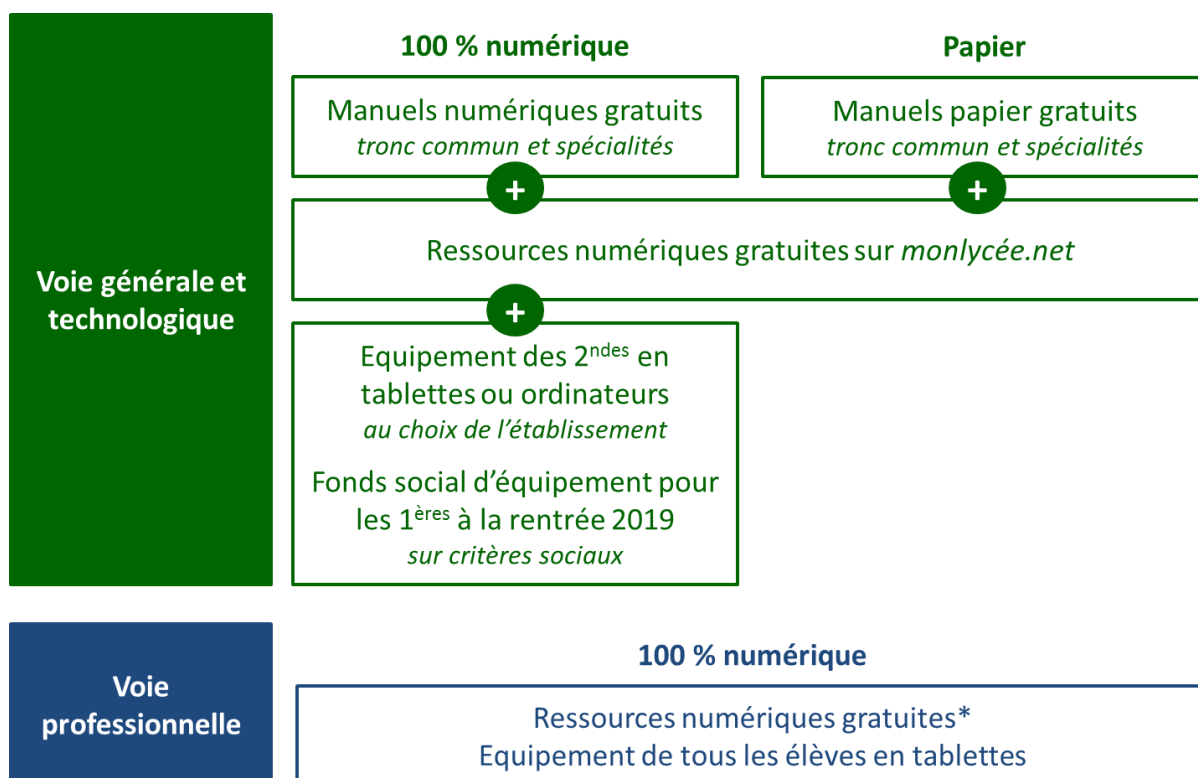 100 % numérique
Papier
Manuels numériques gratuits
tronc commun et spécialités
Manuels papier gratuits
tronc commun et spécialités
+
+
Ressources numériques gratuites sur monlycée.net
Voie générale et
technologique
+
Equipement des 2ndes en
tablettes ou ordinateurs
au choix de l'établissement
Fonds social d'équipement pour
les 1ères à la rentrée 2019
sur critères sociaux
Voie
professionnelle
100 % numérique
Ressources numériques gratuites*
Equipement de tous les élèves en tablettes